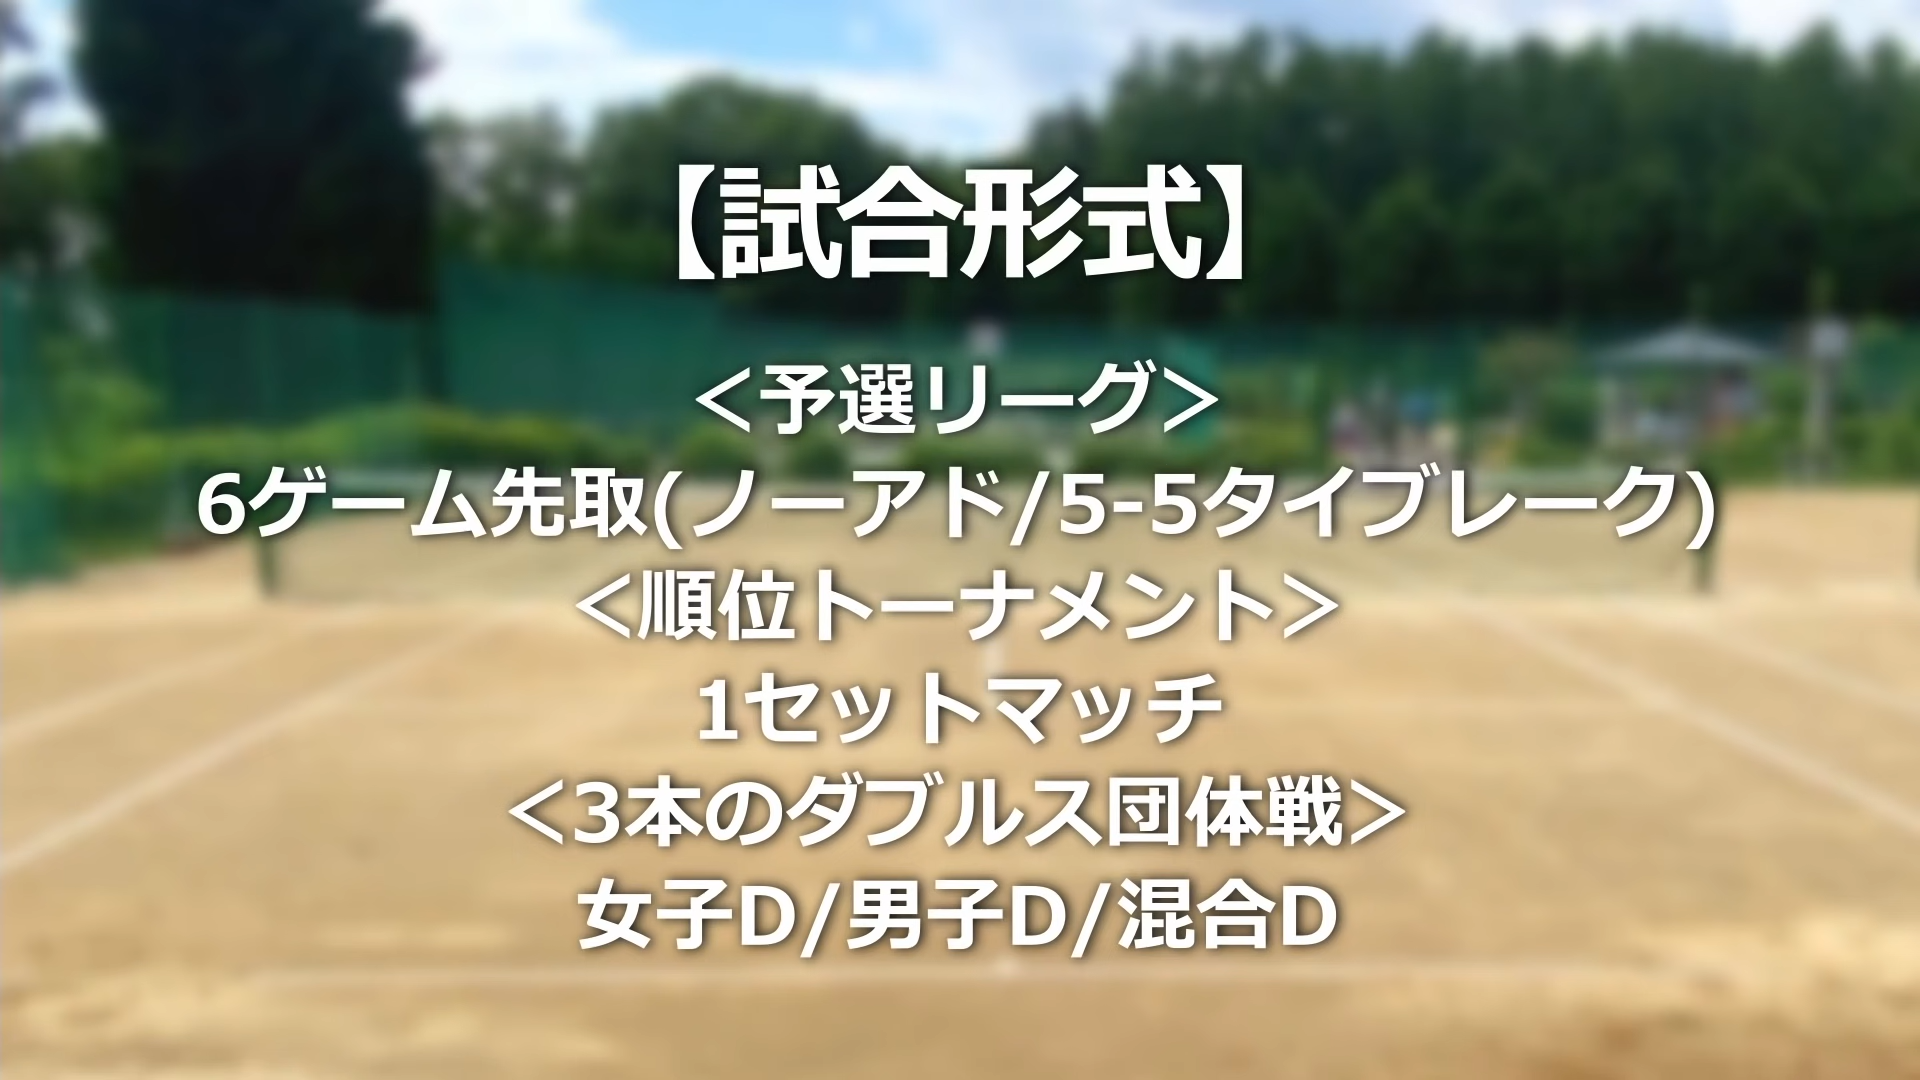 【試合形式】
＜予選リーグ＞
6ゲーム先取(ノーアド/5-5タイブレーク)
＜順位トーナメント＞
1セットマッチ
＜3本のダブルス団体戦＞
女子D/男子D/混合D